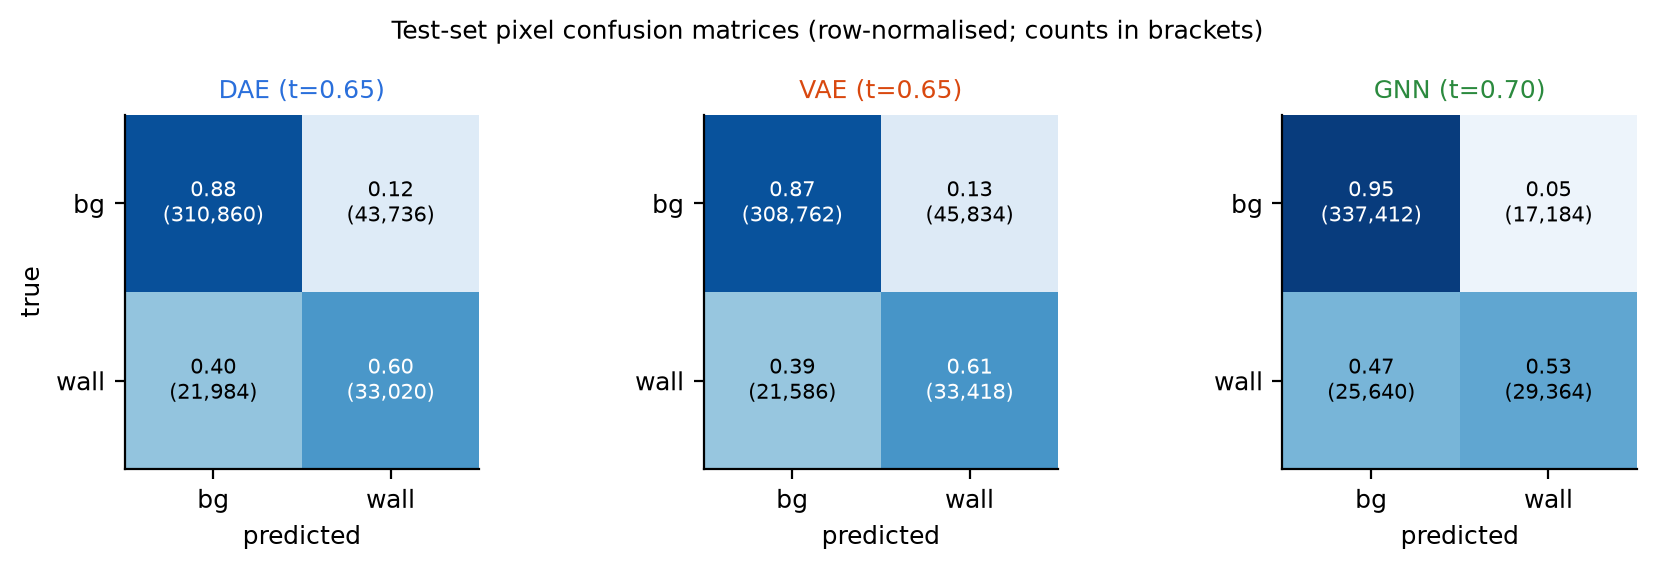 Test-set pixel confusion matrices (row-normalised; counts in brackets)
DAE (t=0.65)
true
bg
wall
0.88
(310,860)
0.12
(43,736)
0.40
(21,984)
0.60
(33,020)
bg
wall
predicted
VAE (t=0.65)
bg
wall
0.87
(308,762)
0.13
(45,834)
0.39
(21,586)
0.61
(33,418)
bg
wall
predicted
GNN (t=0.70)
bg
wall
0.95
(337,412)
0.05
(17,184)
0.47
(25,640)
0.53
(29,364)
bg
wall
predicted